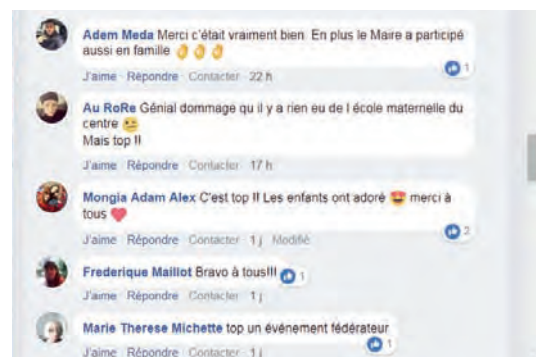 Adem Meda Merci c'était vraiment bien. En plus le Maire a participé
aussi en famille 👌👌👌
1
J'aime · Répondre · Contacter · 22 h
Au RoRe Génial dommage qu il y a rien eu de l école maternelle du
centre 😕
Mais top !!
J'aime · Répondre · Contacter · 17 h
Mongia Adam Alex C'est top !! Les enfants ont adoré 😍 merci à
tous ❤
2
J'aime · Répondre · Contacter · 1 j · Modifié
Frederique Maillot Bravo à tous!!! 1
J'aime · Répondre · Contacter · 1 j
Marie Therese Michette top un événement fédérateur
1
J'aime · Répondre · Contacter · 1 j